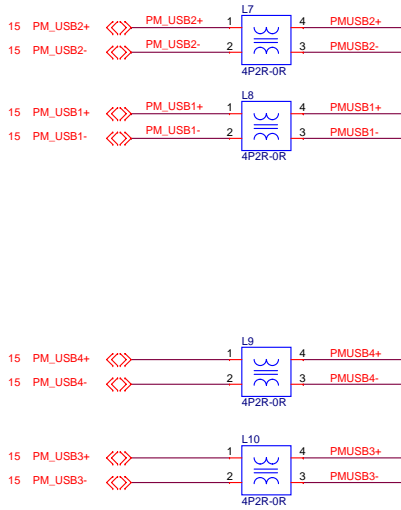 L7
15 PM_USB2+ PM_USB2+ 1 4 PMUSB2+
15 PM_USB2- PM_USB2- 2 3 PMUSB2-
4P2R-0R
L8
15 PM_USB1+ PM_USB1+ 1 4 PMUSB1+
15 PM_USB1- PM_USB1- 2 3 PMUSB1-
4P2R-0R
L9
15 PM_USB4+ 1 4 PMUSB4+
15 PM_USB4- 2 3 PMUSB4-
4P2R-0R
L10
15 PM_USB3+ 1 4 PMUSB3+
15 PM_USB3- 2 3 PMUSB3-
4P2R-0R